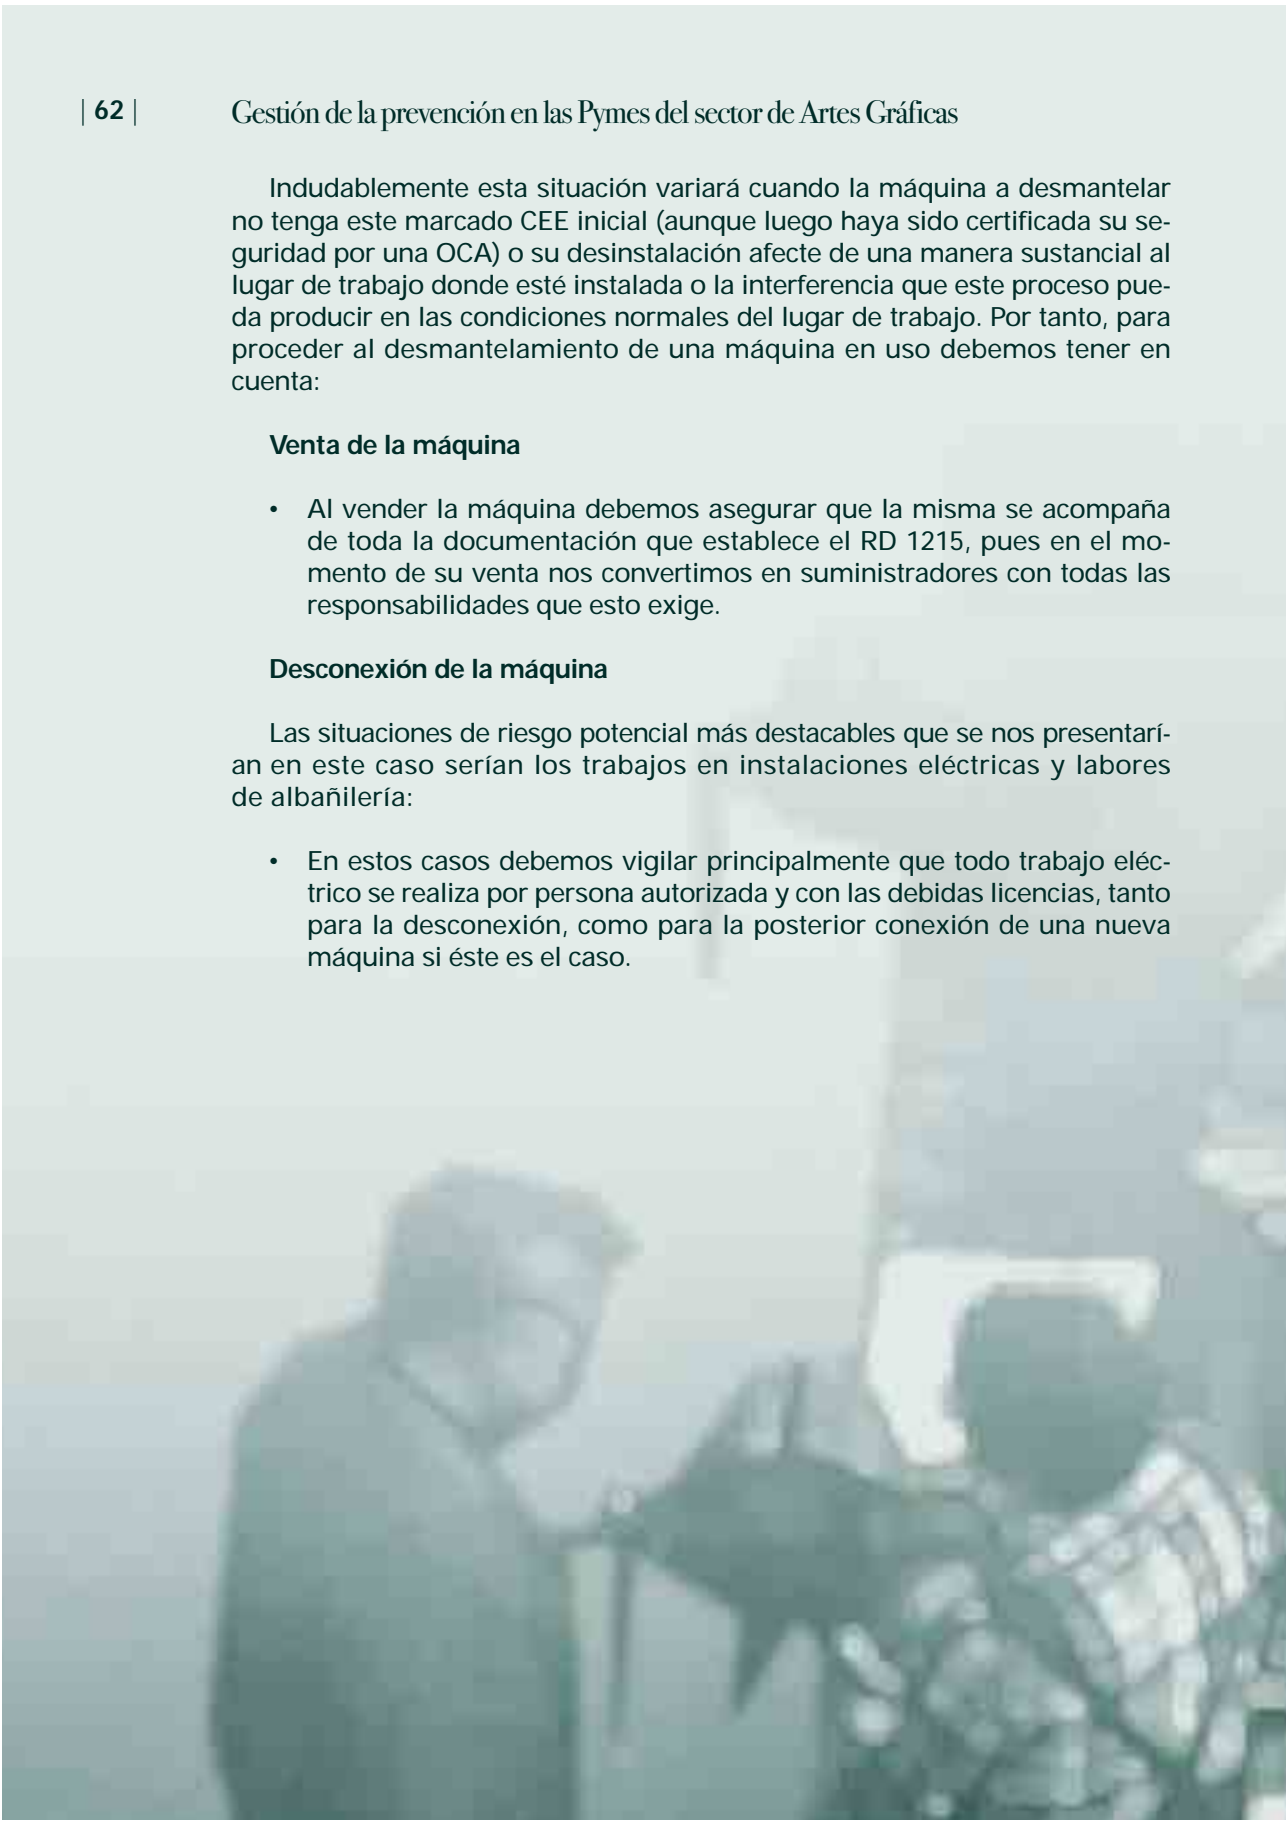 | 62 | Gestión de la prevención en las Pymes del sector de Artes Gráficas
Indudablemente esta situación variará cuando la máquina a desmantelar
no tenga este marcado CEE inicial (aunque luego haya sido certificada su se-
guridad por una OCA) o su desinstalación afecte de una manera sustancial al
lugar de trabajo donde esté instalada o la interferencia que este proceso pue-
da producir en las condiciones normales del lugar de trabajo. Por tanto, para
proceder al desmantelamiento de una máquina en uso debemos tener en
cuenta:
Venta de la máquina
• Al vender la máquina debemos asegurar que la misma se acompaña
de toda la documentación que establece el RD 1215, pues en el mo-
mento de su venta nos convertimos en suministradores con todas las
responsabilidades que esto exige.
Desconexión de la máquina
Las situaciones de riesgo potencial más destacables que se nos presentarí-
an en este caso serían los trabajos en instalaciones eléctricas y labores
de albañilería:
• En estos casos debemos vigilar principalmente que todo trabajo eléc-
trico se realiza por persona autorizada y con las debidas licencias, tanto
para la desconexión, como para la posterior conexión de una nueva
máquina si éste es el caso.